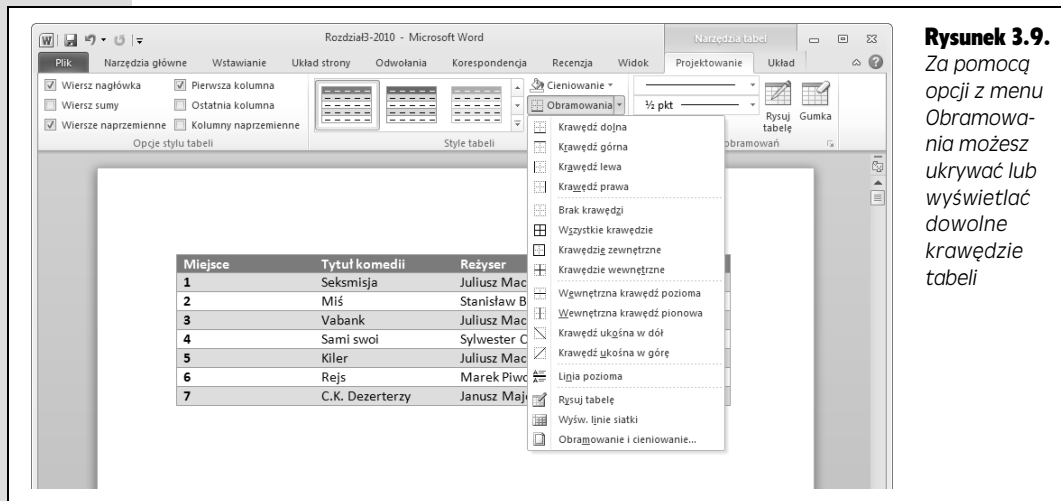 Rozdział3-2010 - Microsoft Word
Narzędzia tabel
Plik Narzędzia główne Wstawianie Układ strony Odwołania Korespondencja Recenzja Widok Projektowanie Układ
Wiersz nagłówka Pierwsza kolumna
Wiersz sumy Ostatnia kolumna
Wiersze naprzemienne Kolumny naprzemienne
Opcje stylu tabeli
Style tabeli
Cieniowanie
Obramowania
½ pkt
Rysuj tabelę
Gumka
obramowań
Krawędź dolna
Krawędź górna
Krawędź lewa
Krawędź prawa
Brak krawędzi
Wszystkie krawędzie
Krawędzie zewnętrzne
Krawędzie wewnętrzne
Wewnętrzna krawędź pozioma
Wewnętrzna krawędź pionowa
Krawędź ukośna w dół
Krawędź ukośna w górę
Linia pozioma
Rysuj tabelę
Wyśw. linie siatki
Obramowanie i cieniowanie...
Miejsce Tytuł komedii Reżyser
1 Seksmisja Juliusz Mac
2 Miś Stanisław B
3 Vabank Juliusz Mac
4 Sami swoi Sylwester C
5 Kiler Juliusz Mac
6 Rejs Marek Piwo
7 C.K. Dezerterzy Janusz Maj
Rysunek 3.9.
Za pomocą
opcji z menu
Obramowa-
nia możesz
ukrywać lub
wyświetlać
dowolne
krawędzie
tabeli